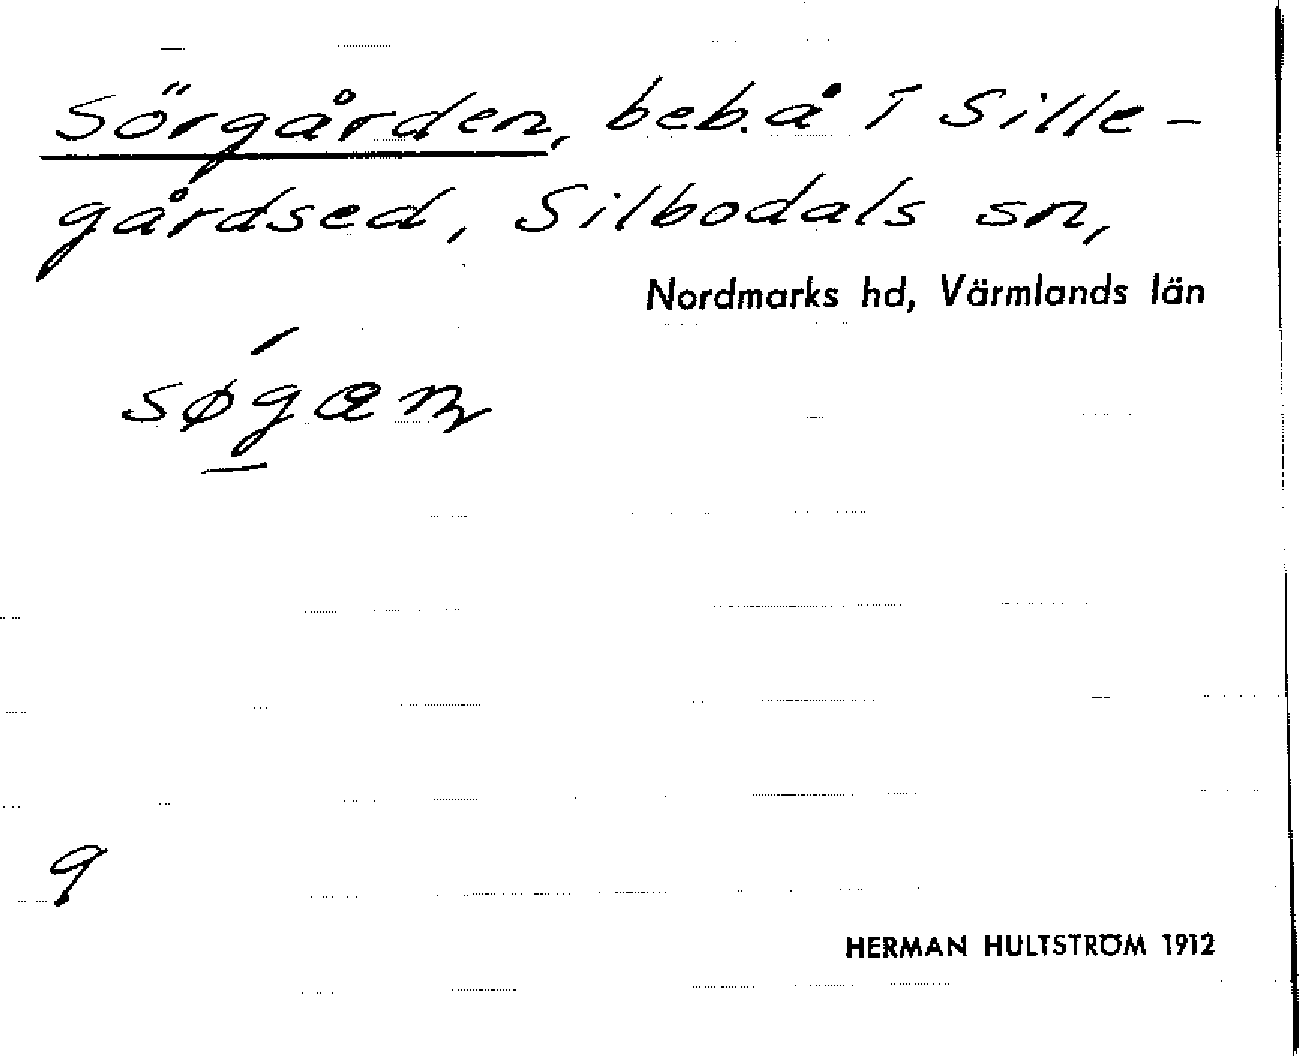 Sörgården, beb.å i Sille-
gårdsed, Silbodals sn,
Nordmarks hd, Värmlands län
søgan
9
HERMAN HULTSTRÖM 1912